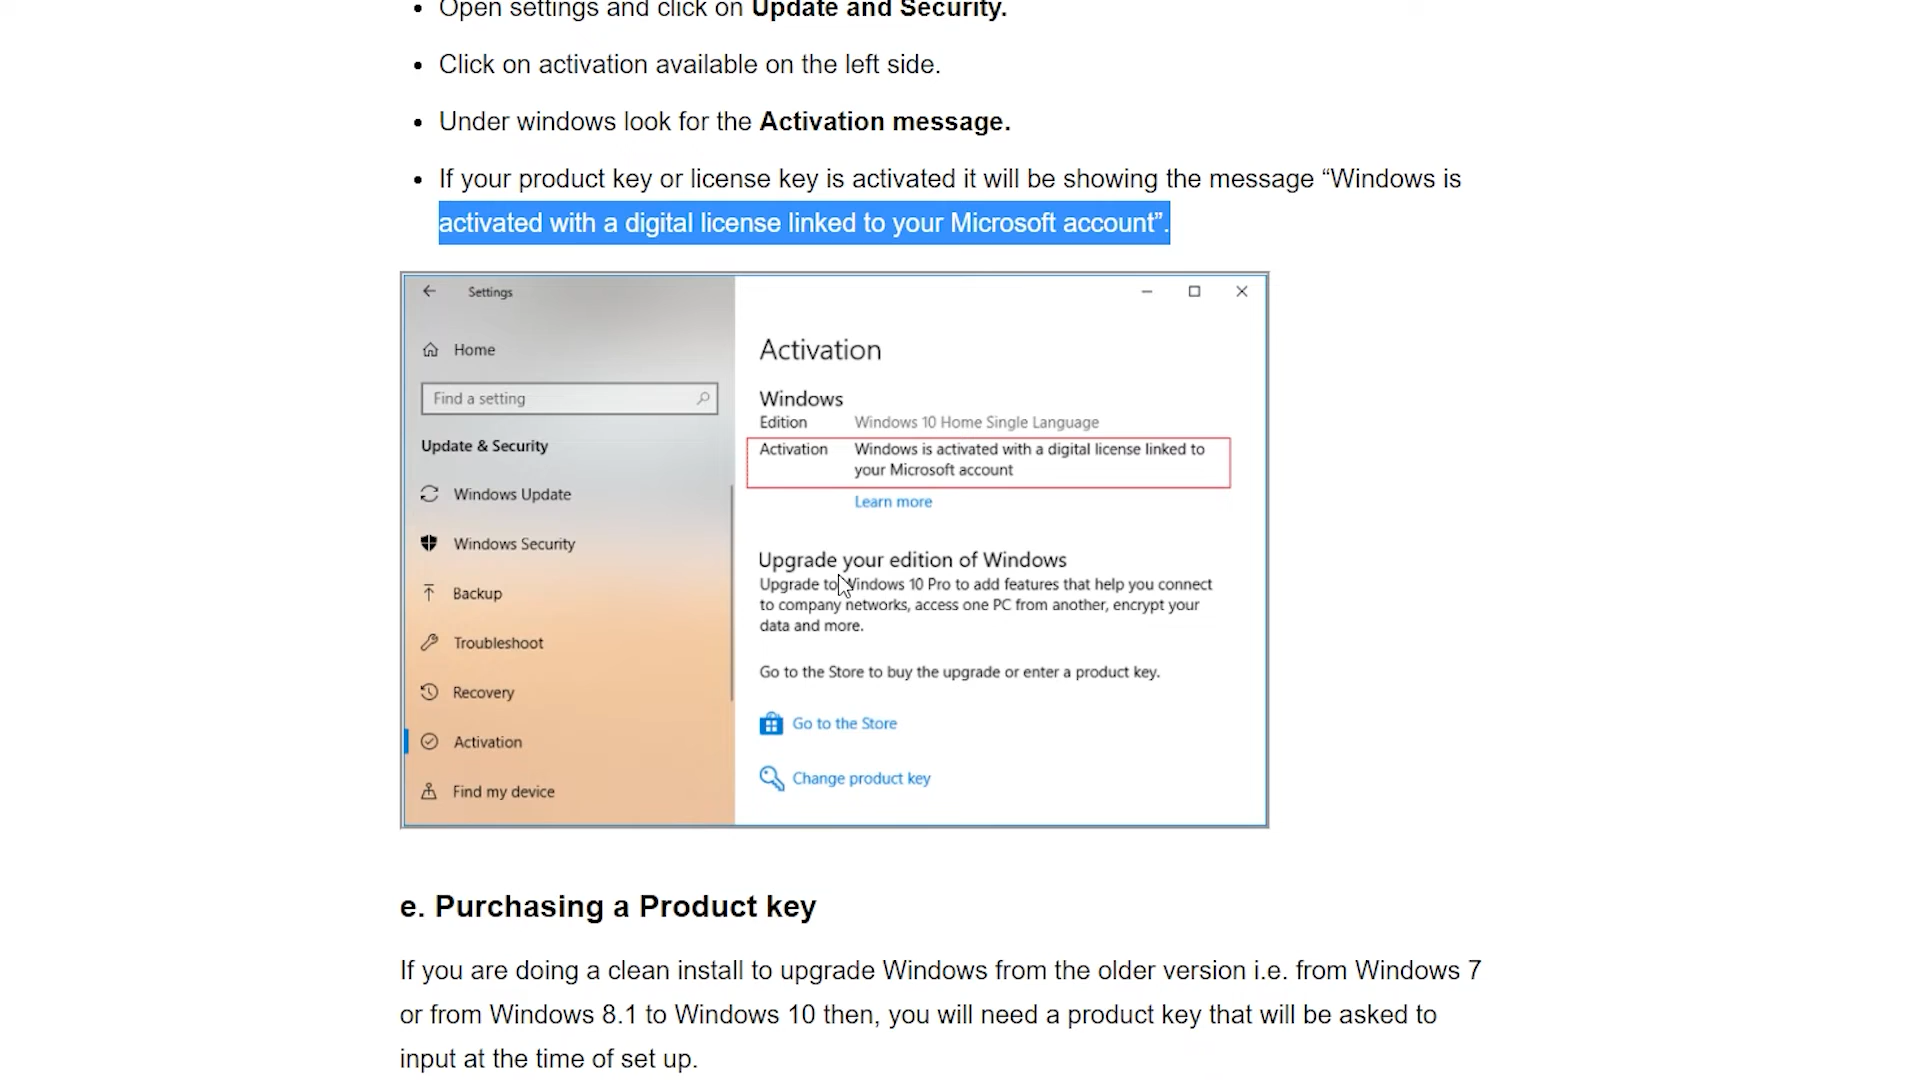 Open settings and click on Update and Security.
Click on activation available on the left side.
Under windows look for the Activation message.
If your product key or license key is activated it will be showing the message “Windows is
activated with a digital license linked to your Microsoft account”.
Settings
Home
Find a setting
Update & Security
Windows Update
Windows Security
Backup
Troubleshoot
Recovery
Activation
Find my device
Activation
Windows
Edition Windows 10 Home Single Language
Activation Windows is activated with a digital license linked to
your Microsoft account
Learn more
Upgrade your edition of Windows
Upgrade to Windows 10 Pro to add features that help you connect
to company networks, access one PC from another, encrypt your
data and more.
Go to the Store to buy the upgrade or enter a product key.
Go to the Store
Change product key
e. Purchasing a Product key
If you are doing a clean install to upgrade Windows from the older version i.e. from Windows 7
or from Windows 8.1 to Windows 10 then, you will need a product key that will be asked to
input at the time of set up.